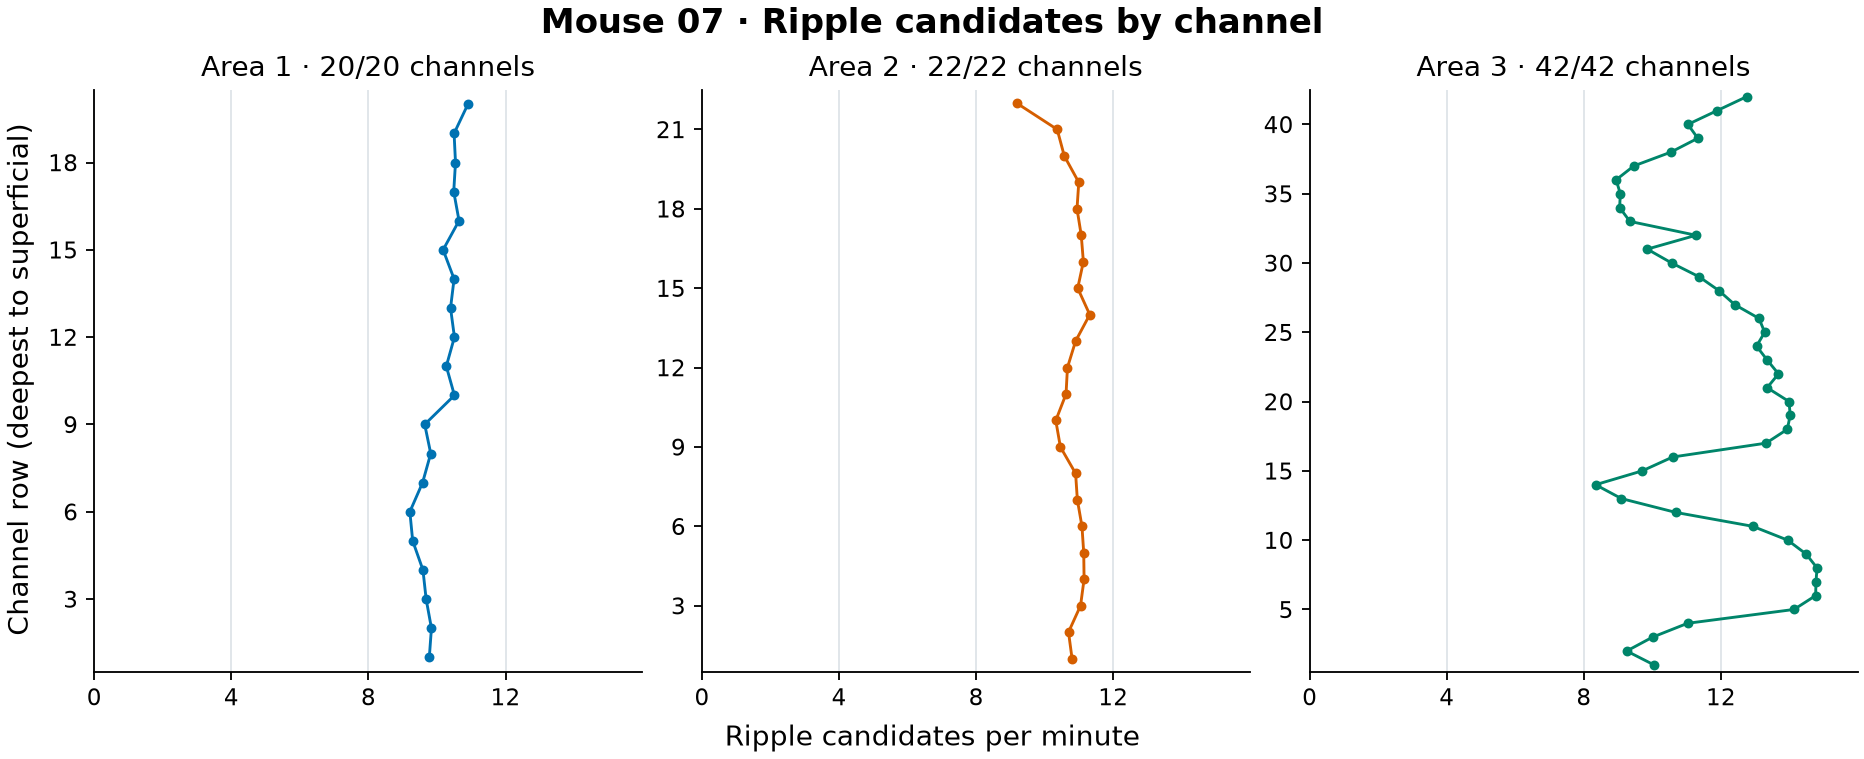 Mouse 07 · Ripple candidates by channel
Area 1 · 20/20 channels
Area 2 · 22/22 channels
Area 3 · 42/42 channels
Channel row (deepest to superficial)
18
15
12
9
6
3
0 4 8 12
21
18
15
12
9
6
3
0 4 8 12
40
35
30
25
20
15
10
5
0 4 8 12
Ripple candidates per minute